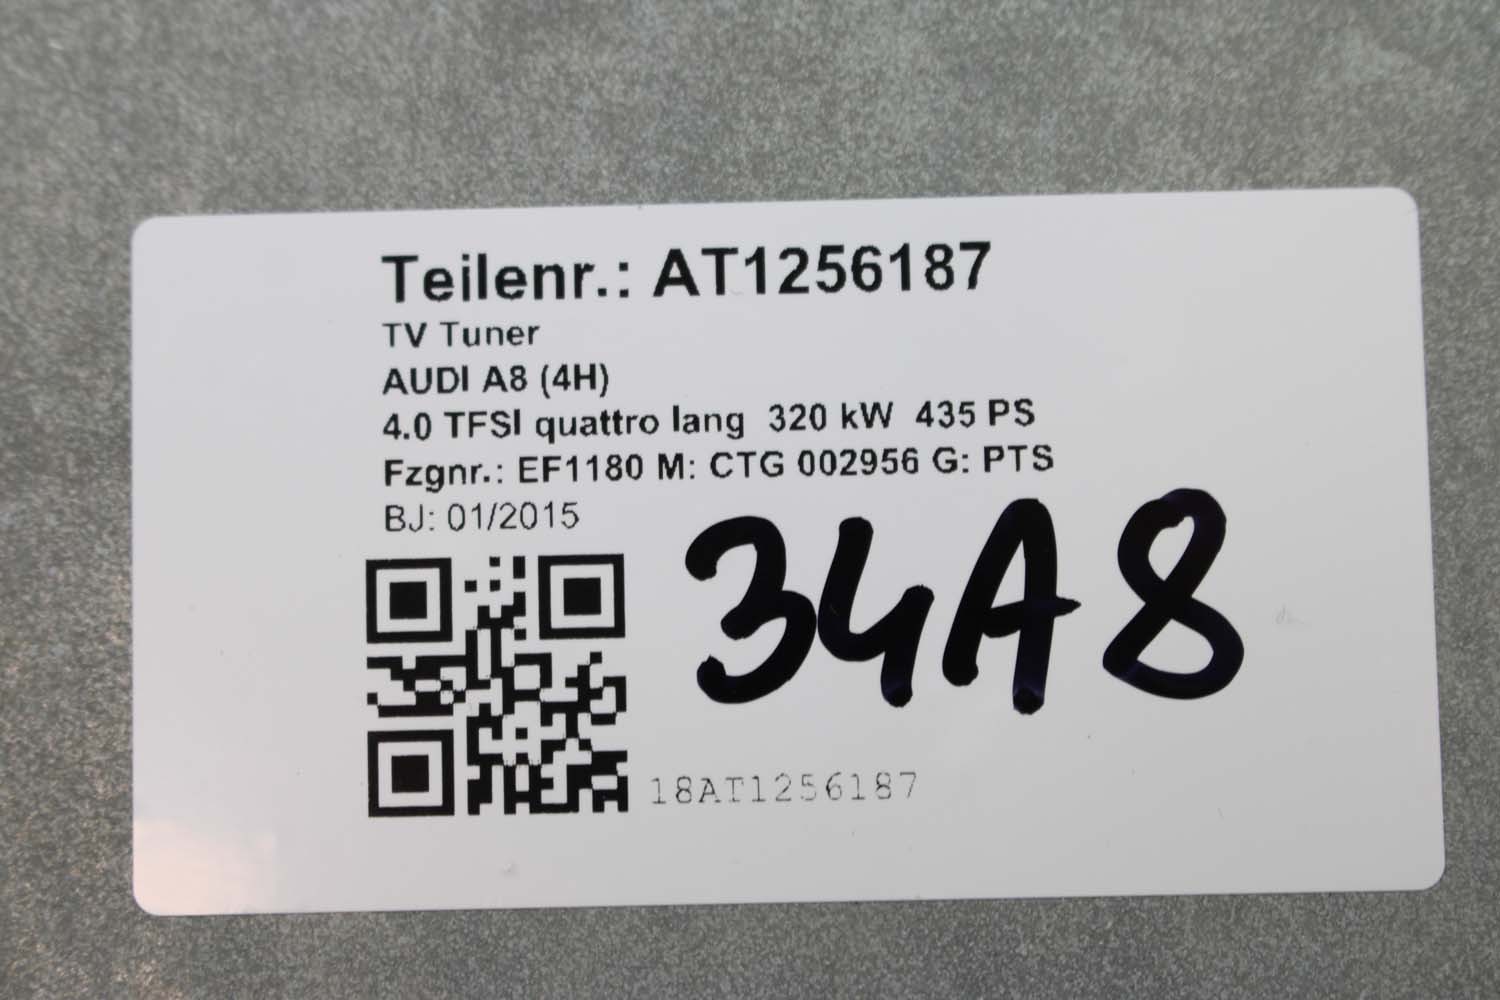 Teilenr.: AT1256187
TV Tuner
AUDI A8 (4H)
4.0 TFSI quattro lang  320 kW  435 PS
Fzgnr.: EF1180 M: CTG 002956 G: PTS
BJ: 01/2015
34A8
18AT1256187